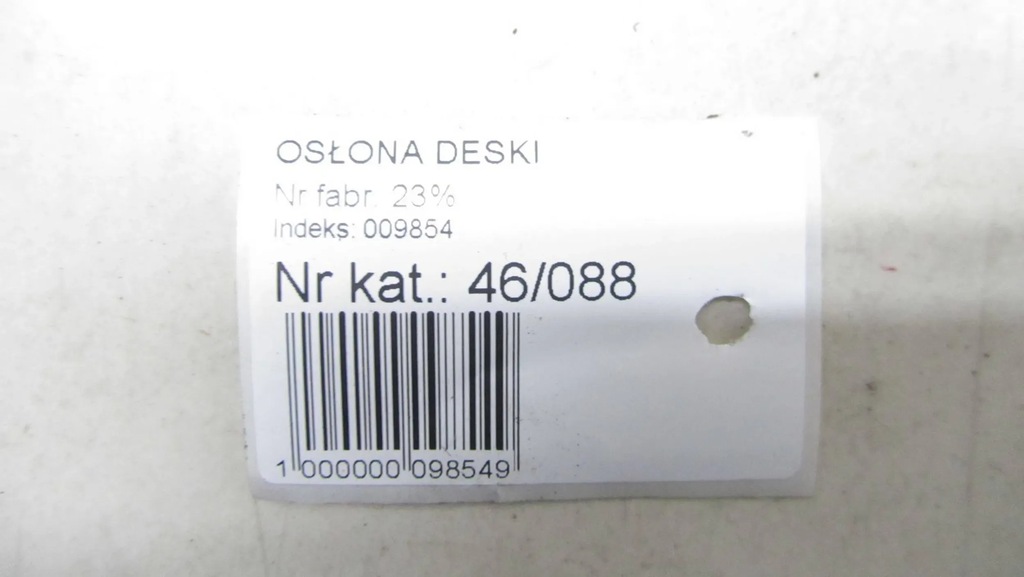 OSŁONA DESKI
Nr fabr. 23%
Indeks: 009854
Nr kat.: 46/088
1 000000 098549